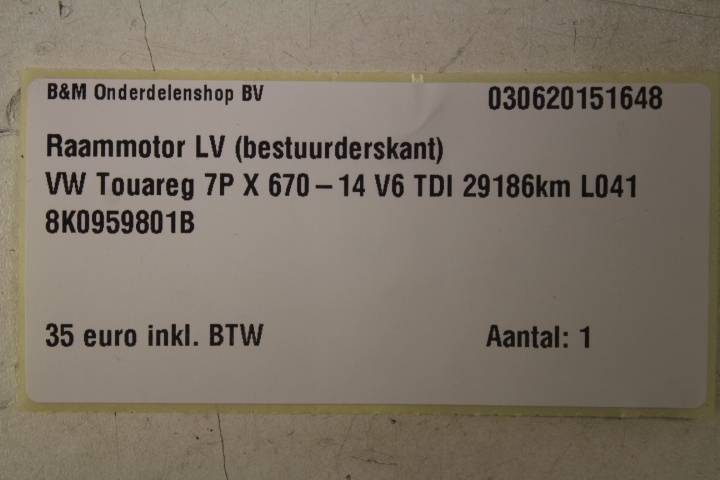 B&M Onderdelenshop BV 030620151648
Raammotor LV (bestuurderskant)
VW Touareg 7P X 670 – 14 V6 TDI 29186km L041
8K0959801B
35 euro inkl. BTW Aantal: 1